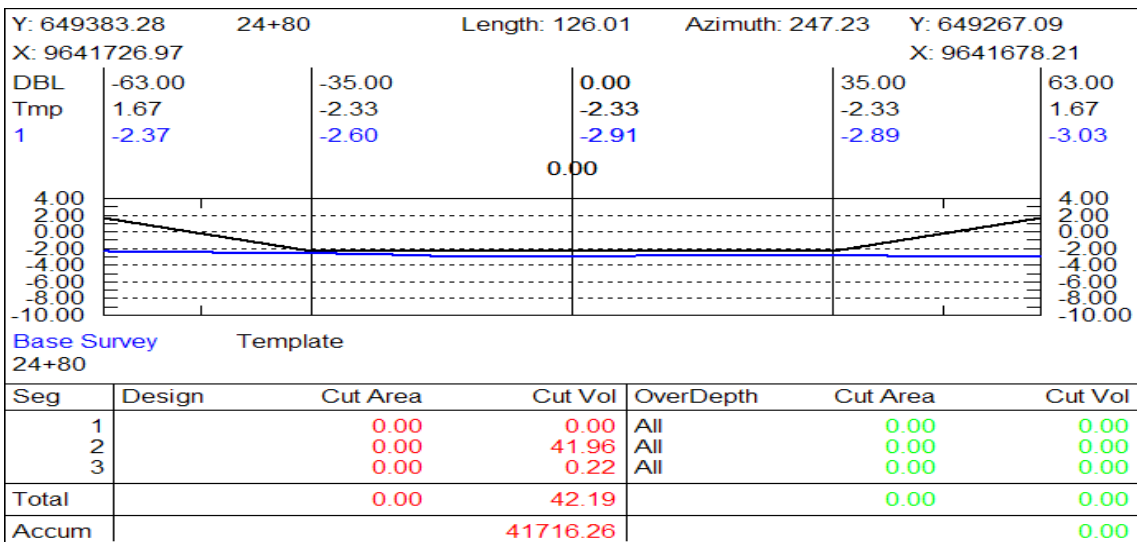 Y: 649383.28 24+80 Length: 126.01 Azimuth: 247.23 Y: 649267.09
X: 9641726.97 X: 9641678.21
DBL -63.00 -35.00 0.00 35.00 63.00
Tmp 1.67 -2.33 -2.33 -2.33 1.67
1 -2.37 -2.60 -2.91 -2.89 -3.03
0.00
4.00 4.00
2.00 2.00
0.00 0.00
-2.00 -2.00
-4.00 -4.00
-6.00 -6.00
-8.00 -8.00
-10.00 -10.00
Base Survey Template
24+80
Seg Design Cut Area Cut Vol OverDepth Cut Area Cut Vol
1 0.00 0.00 All 0.00 0.00
2 0.00 41.96 All 0.00 0.00
3 0.00 0.22 All 0.00 0.00
Total 0.00 42.19 0.00 0.00
Accum 41716.26 0.00